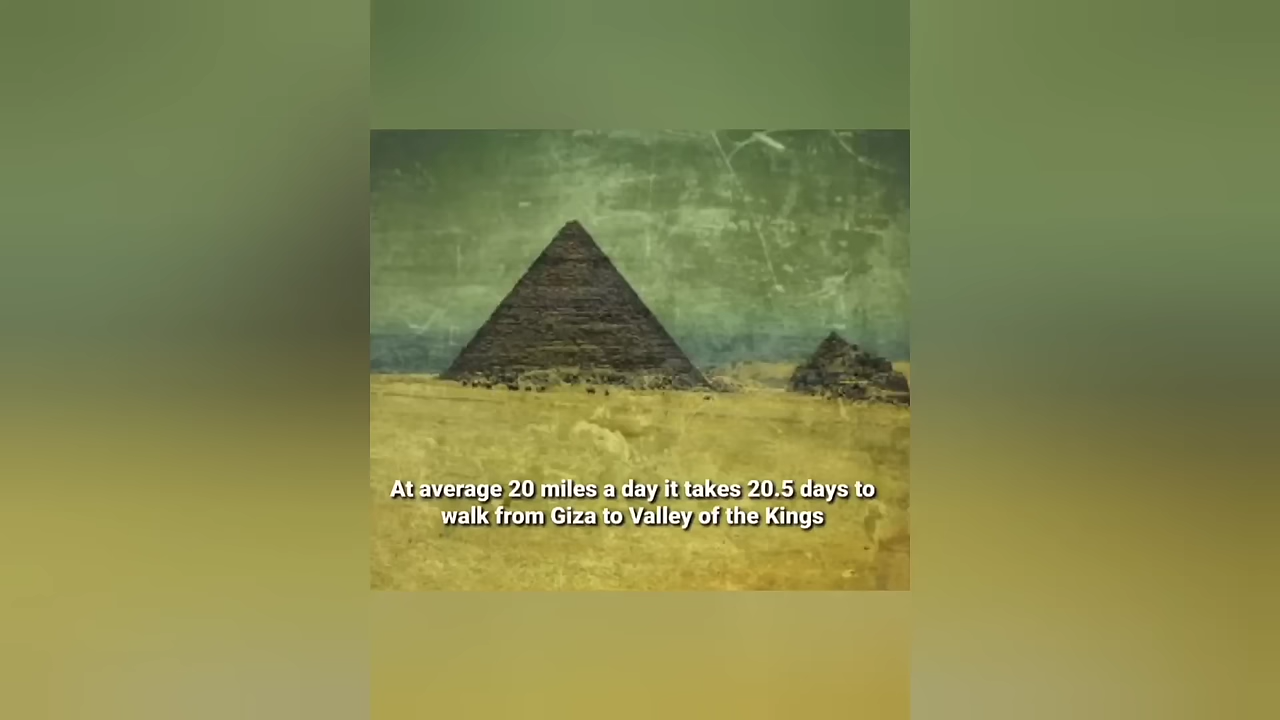 At average 20 miles a day it takes 20.5 days to
walk from Giza to Valley of the Kings